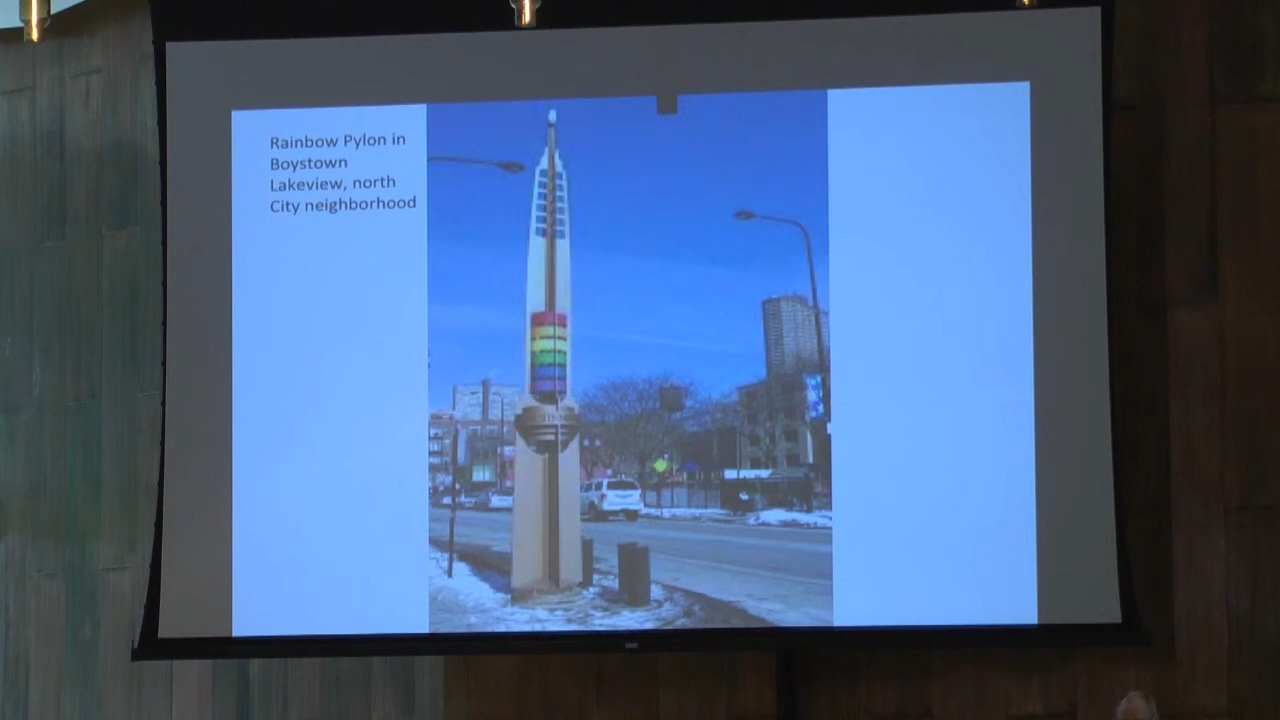 Rainbow Pylon in
Boystown
Lakeview, north
City neighborhood